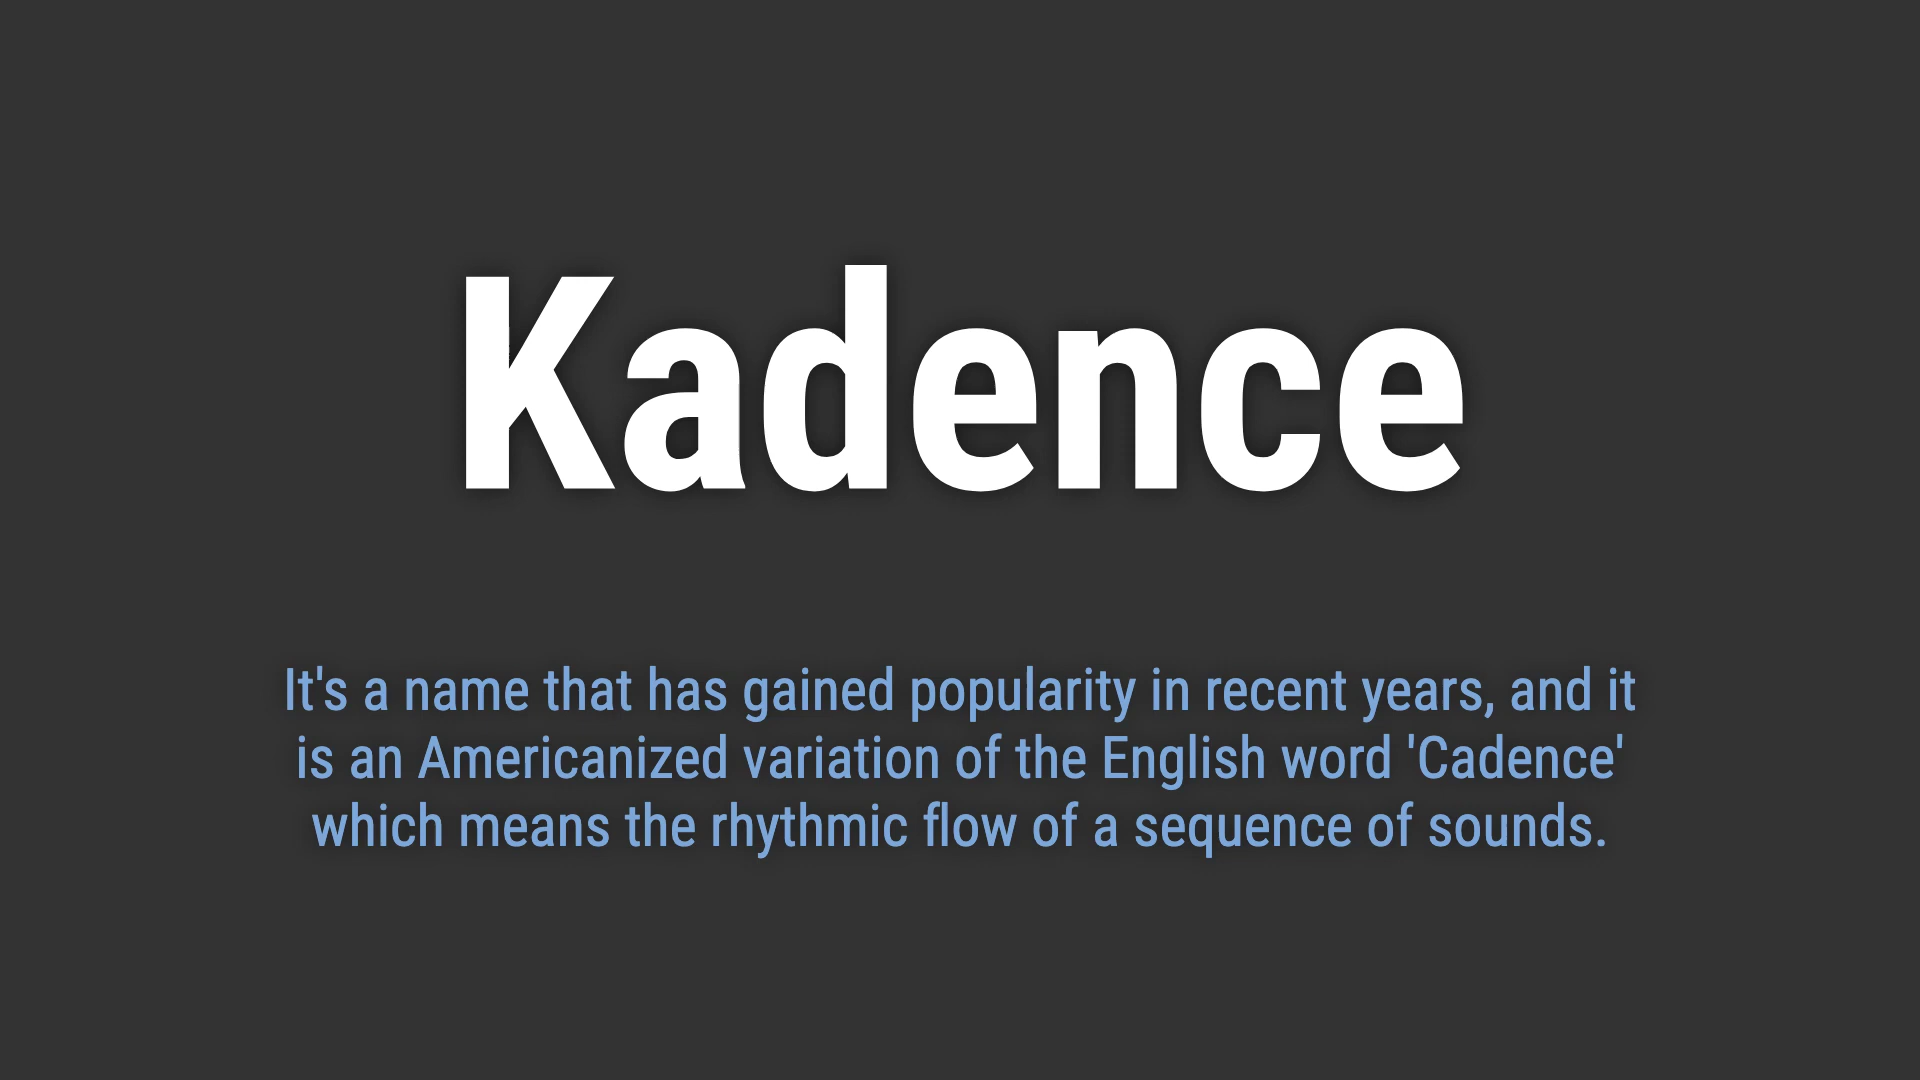 Kadence
It's a name that has gained popularity in recent years, and it
is an Americanized variation of the English word 'Cadence'
which means the rhythmic flow of a sequence of sounds.